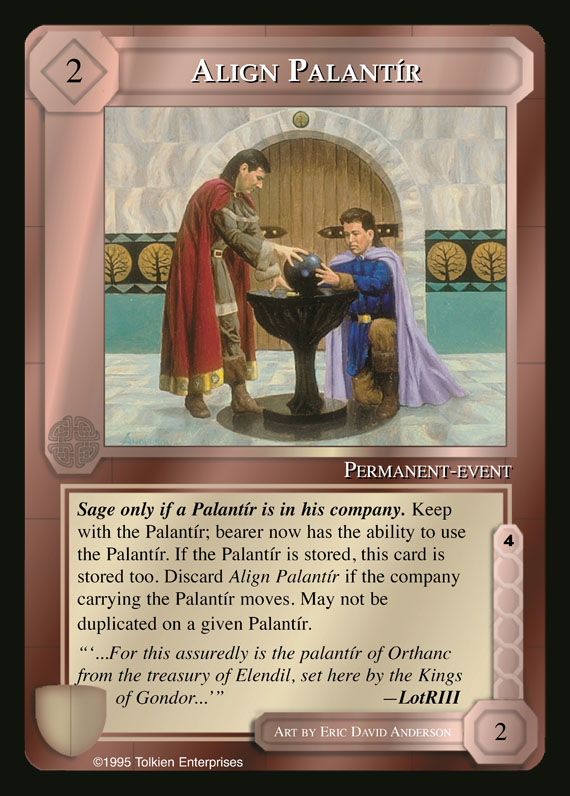 2
ALIGN PALANTÍR
PERMANENT-EVENT
Sage only if a Palantír is in his company. Keep
with the Palantír; bearer now has the ability to use
the Palantír. If the Palantír is stored, this card is
stored too. Discard Align Palantír if the company
carrying the Palantír moves. May not be
duplicated on a given Palantír.
4
“‘...For this assuredly is the palantír of Orthanc
from the treasury of Elendil, set here by the Kings
of Gondor...’” —LotRIII
ART BY ERIC DAVID ANDERSON
2
©1995 Tolkien Enterprises